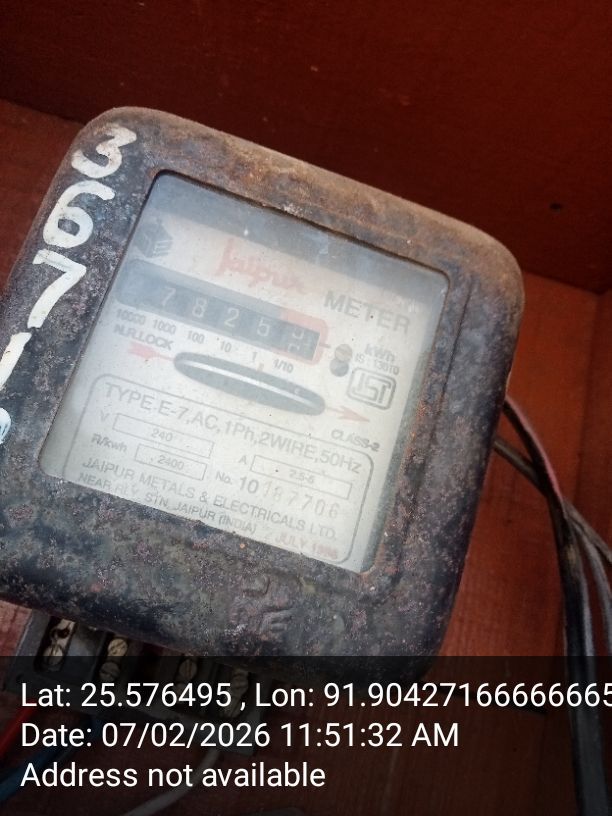 367
Jaipur
METER
7 8 2 5
10000 1000 100 10 1 1/10
kWh
IS:13010
N.R.LOCK
ISI
CLASS-2
TYPE E-7,AC,1Ph,2WIRE,50Hz
V 240 A 2.5-5
R/kwh 2400 No. 10187706
JAIPUR METALS & ELECTRICALS LTD.
NEAR RLY. STN. JAIPUR (INDIA) JULY
Lat: 25.576495 , Lon: 91.90427166666665
Date: 07/02/2026 11:51:32 AM
Address not available